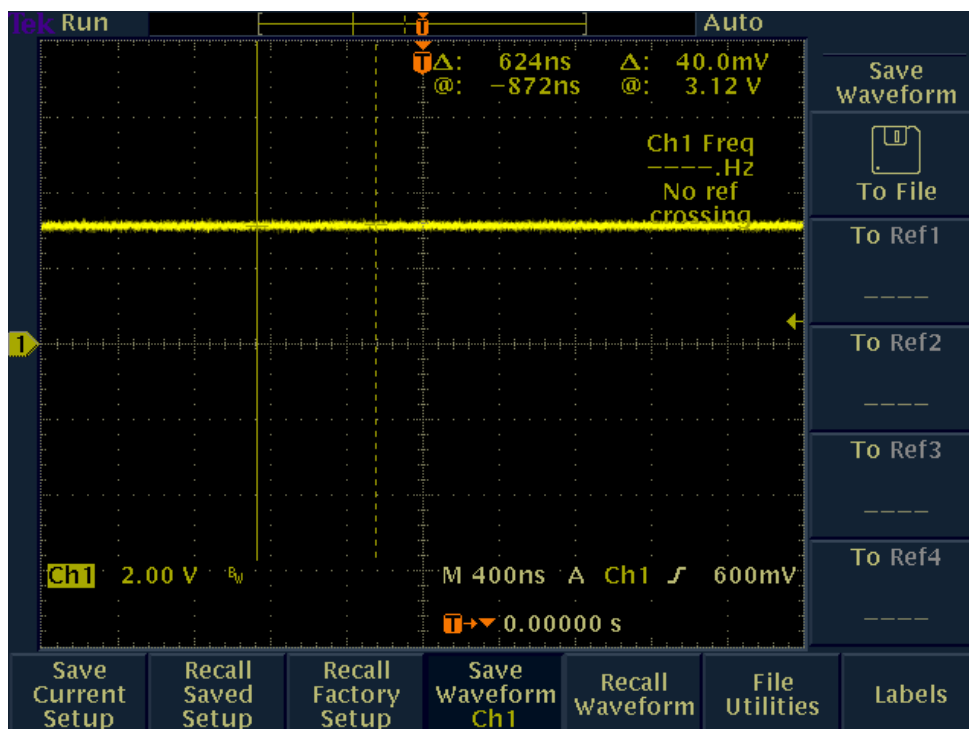 Tek Run Auto
T
T Δ: 624ns Δ: 40.0mV
@: −872ns @: 3.12 V
Ch1 Freq
−−−−.Hz
No ref
crossing
1
Ch1 2.00 V BW M 400ns A Ch1 600mV
T 0.00000 s
Save
Waveform
To File
To Ref1
−−−−
To Ref2
−−−−
To Ref3
−−−−
To Ref4
−−−−
Save
Current
Setup
Recall
Saved
Setup
Recall
Factory
Setup
Save
Waveform
Ch1
Recall
Waveform
File
Utilities
Labels